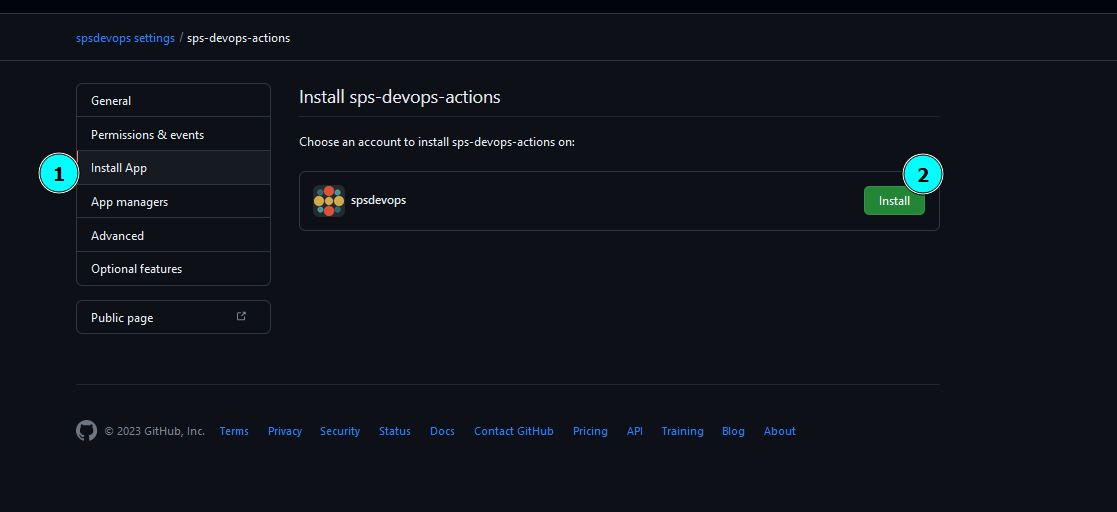 spsdevops settings / sps-devops-actions
General
Permissions & events
1
Install App
App managers
Advanced
Optional features
Public page
Install sps-devops-actions
Choose an account to install sps-devops-actions on:
spsdevops
2
Install
© 2023 GitHub, Inc. Terms Privacy Security Status Docs Contact GitHub Pricing API Training Blog About